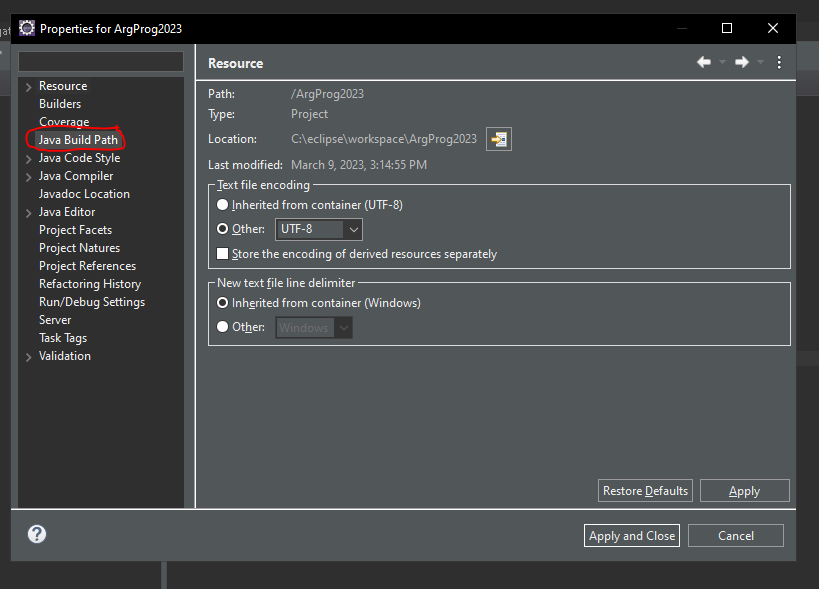 Properties for ArgProg2023
Resource
Builders
Coverage
Java Build Path
Java Code Style
Java Compiler
Javadoc Location
Java Editor
Project Facets
Project Natures
Project References
Refactoring History
Run/Debug Settings
Server
Task Tags
Validation
Resource
Path: /ArgProg2023
Type: Project
Location: C:\eclipse\workspace\ArgProg2023
Last modified: March 9, 2023, 3:14:55 PM
Text file encoding
Inherited from container (UTF-8)
Other: UTF-8
Store the encoding of derived resources separately
New text file line delimiter
Inherited from container (Windows)
Other: Windows
Restore Defaults Apply
Apply and Close Cancel